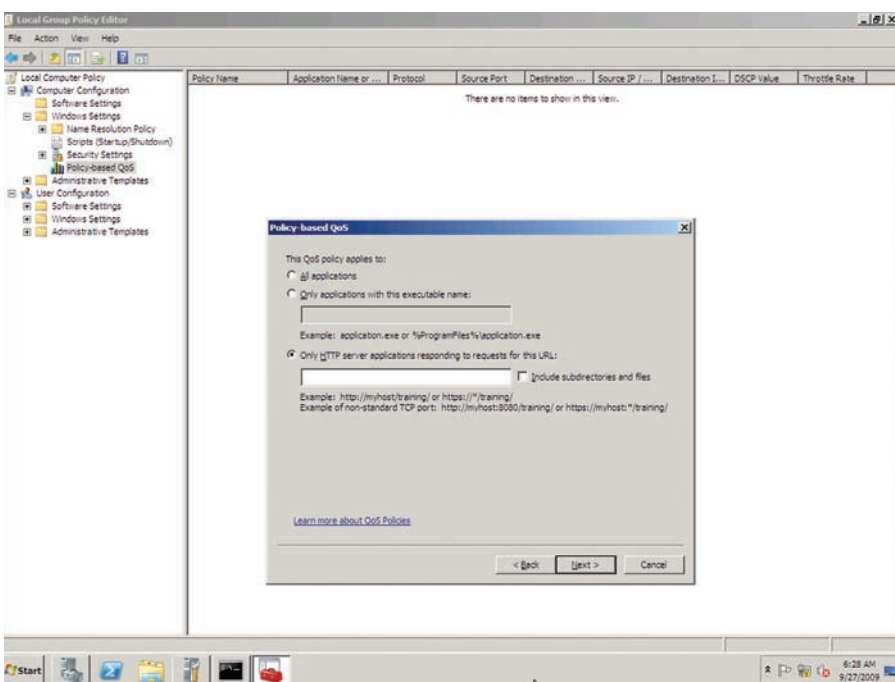 Local Group Policy Editor
File Action View Help
Local Computer Policy
Computer Configuration
Software Settings
Windows Settings
Name Resolution Policy
Scripts (Startup/Shutdown)
Security Settings
Policy-based QoS
Administrative Templates
User Configuration
Software Settings
Windows Settings
Administrative Templates
Policy Name Application Name or ... Protocol Source Port Destination ... Source IP / ... Destination I... DSCP Value Throttle Rate
There are no items to show in this view.
Policy-based QoS
This QoS policy applies to:
All applications
Only applications with this executable name:
Example: application.exe or %ProgramFiles%\application.exe
Only HTTP server applications responding to requests for this URL:
Include subdirectories and files
Example: http://myhost/training/ or https://*/training/
Example of non-standard TCP port: http://myhost:8080/training/ or https://myhost:*/training/
Learn more about QoS Policies
< Back Next > Cancel
Start
6:28 AM
9/27/2009